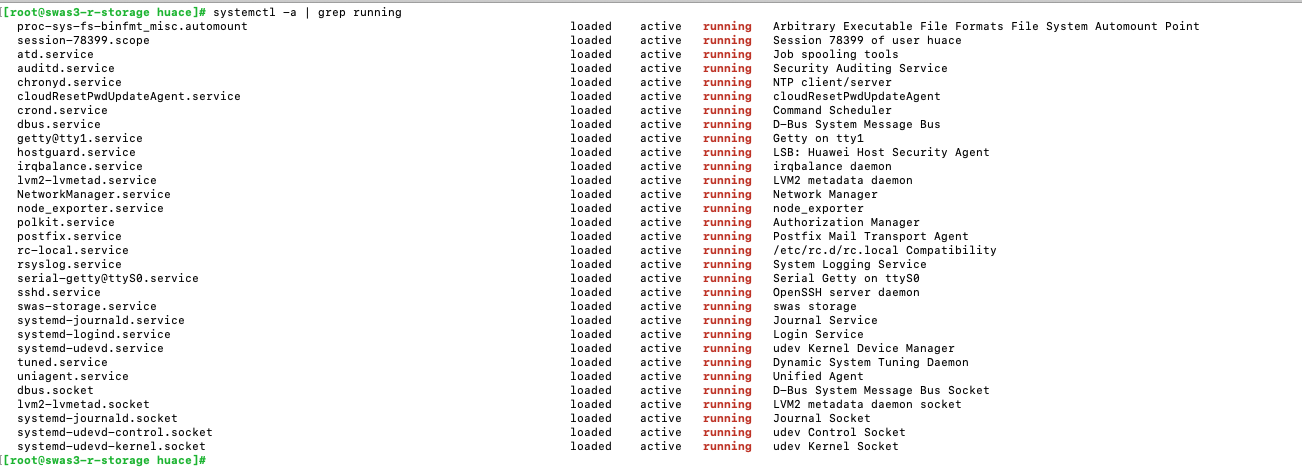 [[root@swas3-r-storage huace]# systemctl -a | grep running
proc-sys-fs-binfmt_misc.automount loaded active running Arbitrary Executable File Formats File System Automount Point
session-78399.scope loaded active running Session 78399 of user huace
atd.service loaded active running Job spooling tools
auditd.service loaded active running Security Auditing Service
chronyd.service loaded active running NTP client/server
cloudResetPwdUpdateAgent.service loaded active running cloudResetPwdUpdateAgent
crond.service loaded active running Command Scheduler
dbus.service loaded active running D-Bus System Message Bus
getty@tty1.service loaded active running Getty on tty1
hostguard.service loaded active running LSB: Huawei Host Security Agent
irqbalance.service loaded active running irqbalance daemon
lvm2-lvmetad.service loaded active running LVM2 metadata daemon
NetworkManager.service loaded active running Network Manager
node_exporter.service loaded active running node_exporter
polkit.service loaded active running Authorization Manager
postfix.service loaded active running Postfix Mail Transport Agent
rc-local.service loaded active running /etc/rc.d/rc.local Compatibility
rsyslog.service loaded active running System Logging Service
serial-getty@ttyS0.service loaded active running Serial Getty on ttyS0
sshd.service loaded active running OpenSSH server daemon
swas-storage.service loaded active running swas storage
systemd-journald.service loaded active running Journal Service
systemd-logind.service loaded active running Login Service
systemd-udevd.service loaded active running udev Kernel Device Manager
tuned.service loaded active running Dynamic System Tuning Daemon
uniagent.service loaded active running Unified Agent
dbus.socket loaded active running D-Bus System Message Bus Socket
lvm2-lvmetad.socket loaded active running LVM2 metadata daemon socket
systemd-journald.socket loaded active running Journal Socket
systemd-udevd-control.socket loaded active running udev Control Socket
systemd-udevd-kernel.socket loaded active running udev Kernel Socket
[[root@swas3-r-storage huace]#